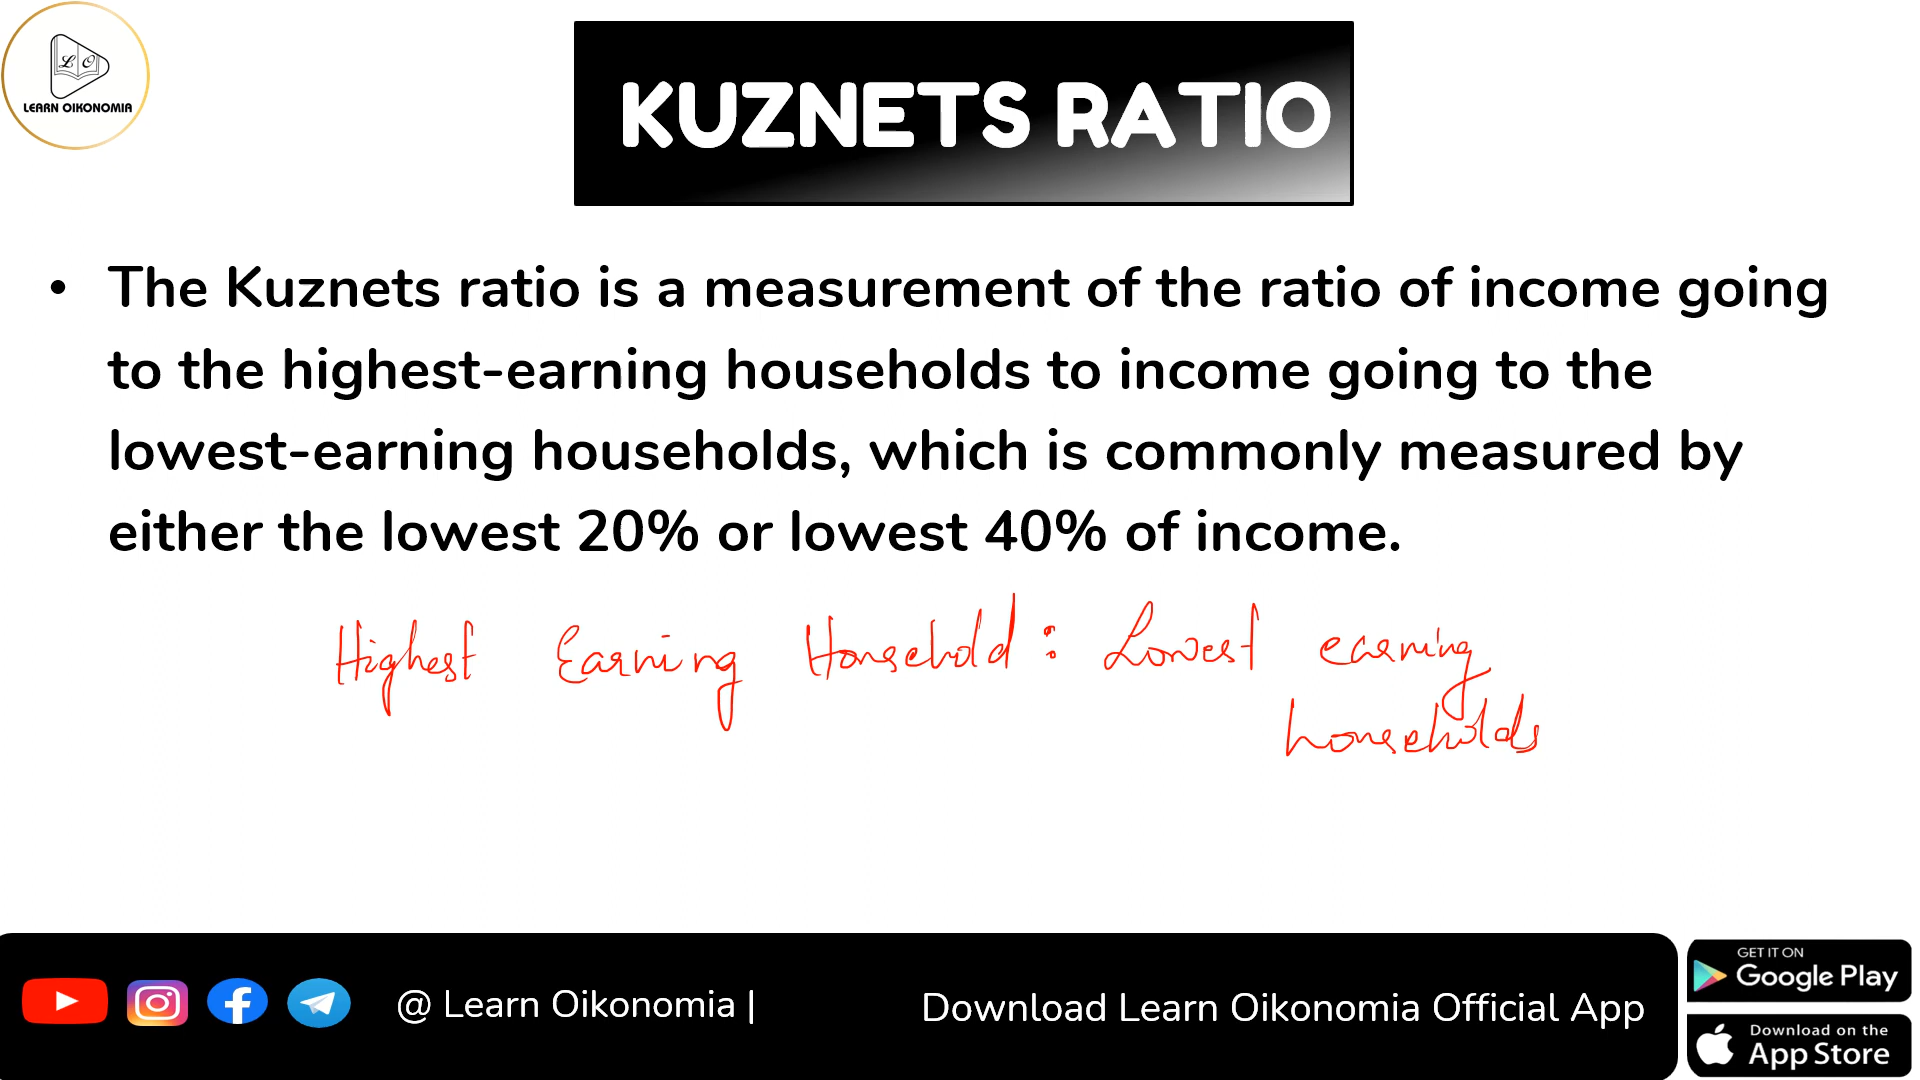 L O
LEARN OIKONOMIA
KUZNETS RATIO
• The Kuznets ratio is a measurement of the ratio of income going
to the highest-earning households to income going to the
lowest-earning households, which is commonly measured by
either the lowest 20% or lowest 40% of income.
Highest Earning Household : Lowest earning
households
@ Learn Oikonomia |
Download Learn Oikonomia Official App
GET IT ON
Google Play
Download on the
App Store